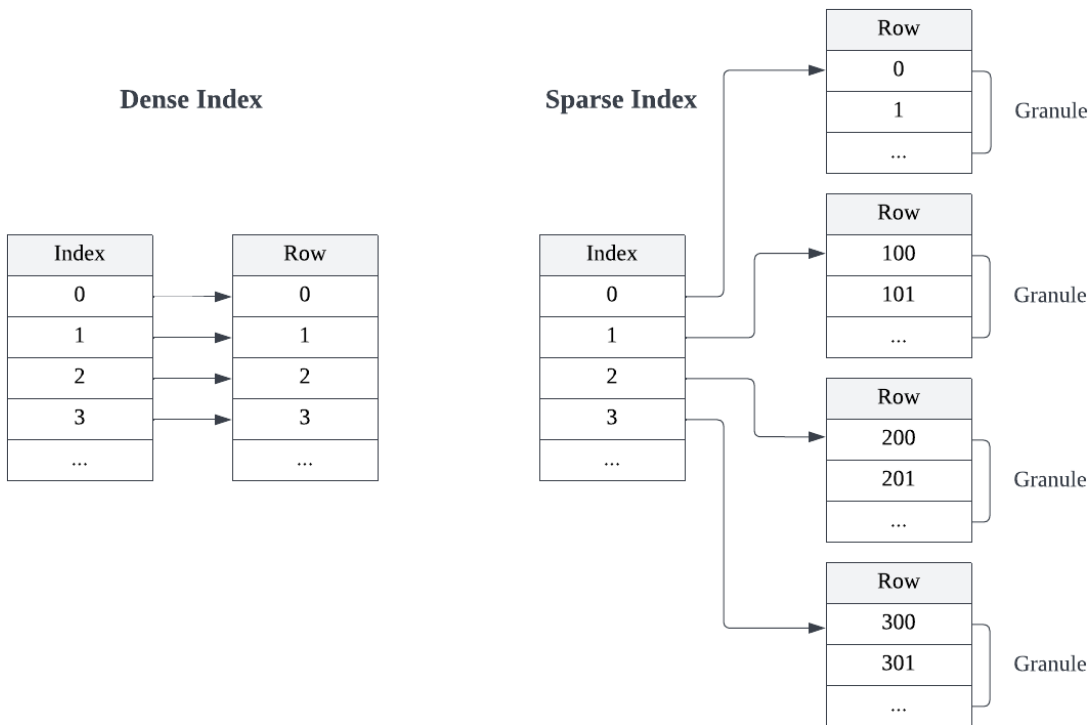 Dense Index
Index
0
1
2
3
...
Row
0
1
2
3
...
Sparse Index
Index
0
1
2
3
...
Row
0
1
...
Granule
Row
100
101
...
Granule
Row
200
201
...
Granule
Row
300
301
...
Granule